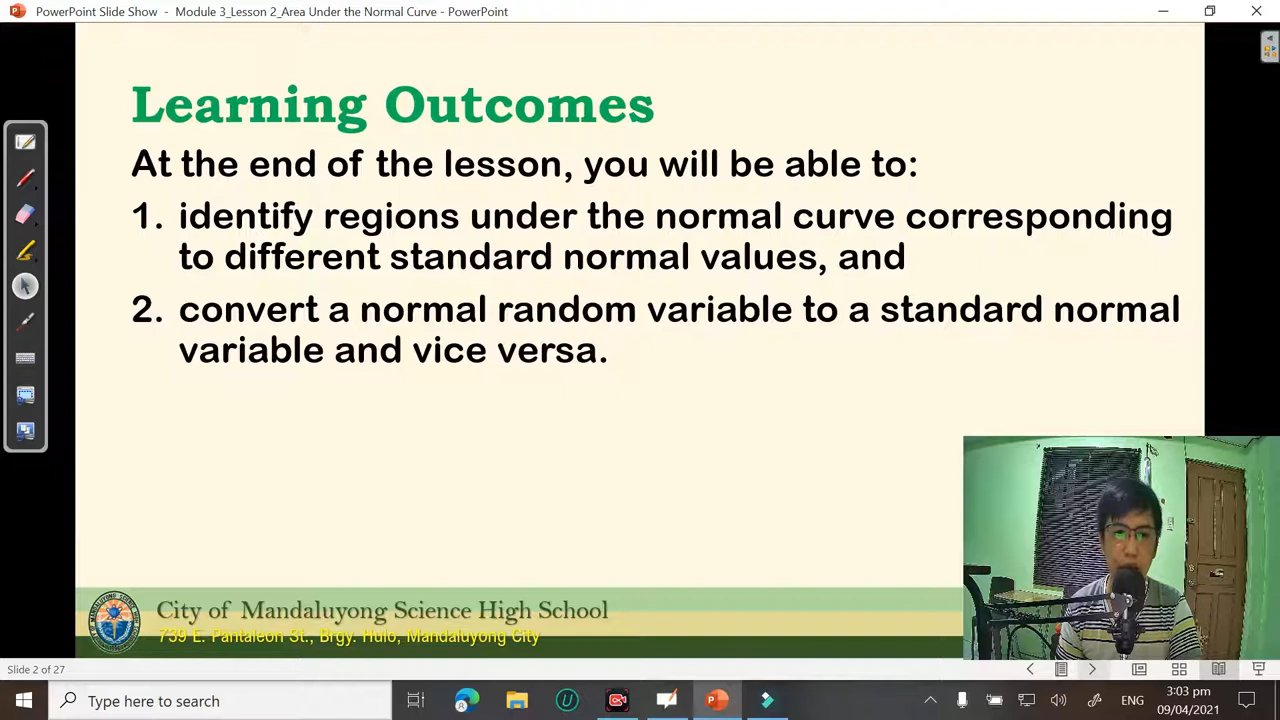 PowerPoint Slide Show - Module 3_Lesson 2_Area Under the Normal Curve - PowerPoint
Learning Outcomes
At the end of the lesson, you will be able to:
1. identify regions under the normal curve corresponding
to different standard normal values, and
2. convert a normal random variable to a standard normal
variable and vice versa.
City of Mandaluyong Science High School
739 E. Pantaleon St., Brgy. Hulo, Mandaluyong City
Slide 2 of 27
Type here to search
ENG
3:03 pm
09/04/2021